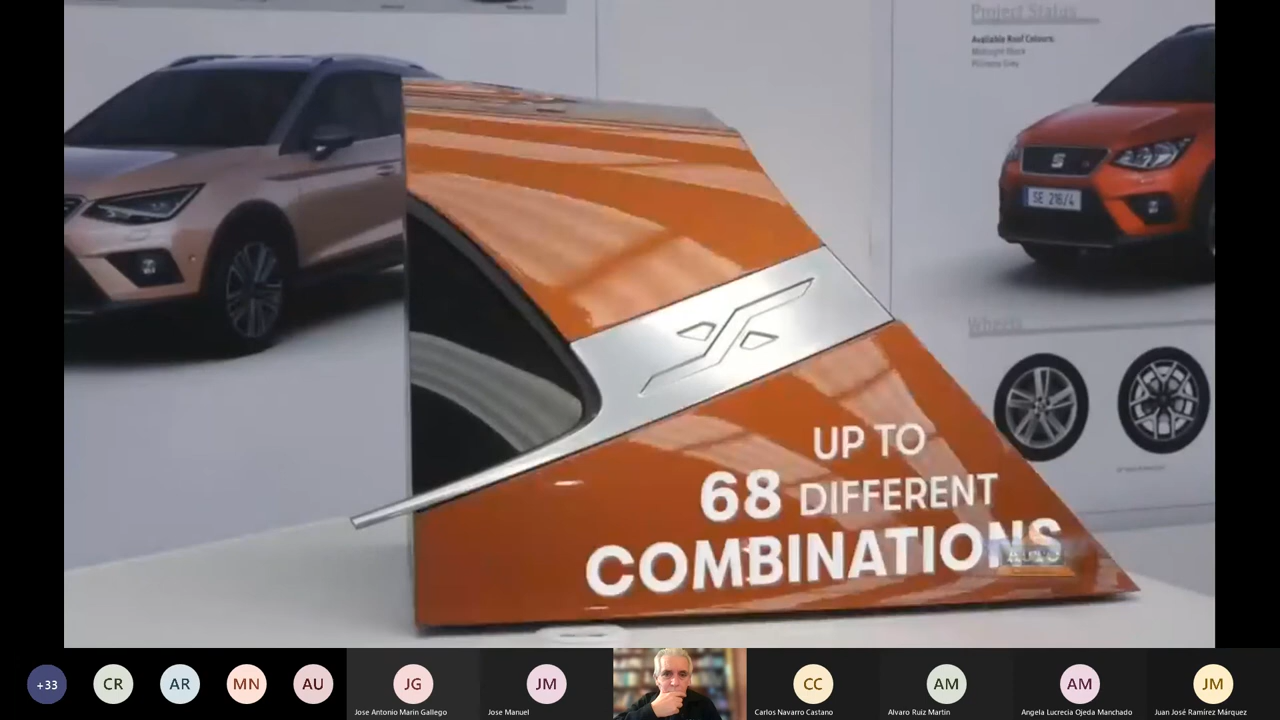 Project Status
Available Roof Colours:
Midnight Black
SE 216/4
Wheels
UP TO
68 DIFFERENT
COMBINATIONS
AUTO
+33
CR
AR
MN
AU
JG
Jose Antonio Marin Gallego
JM
Jose Manuel
CC
Carlos Navarro Castano
AM
Alvaro Ruiz Martin
AM
Angela Lucrecia Ojeda Manchado
JM
Juan José Ramírez Márquez